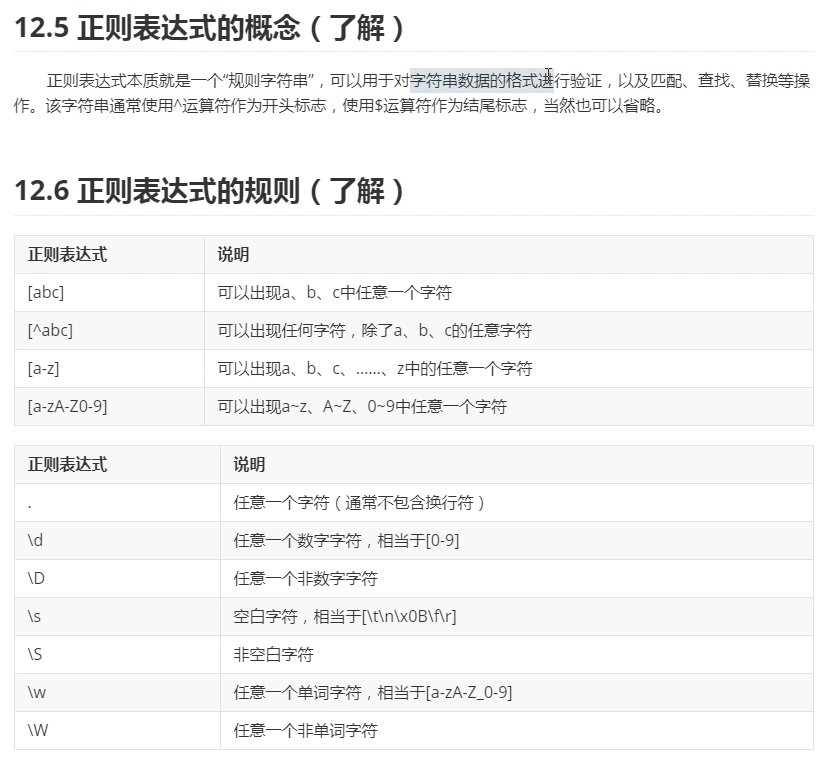 12.5 正则表达式的概念（了解）
正则表达式本质就是一个“规则字符串”，可以用于对字符串数据的格式进行验证，以及匹配、查找、替换等操
作。该字符串通常使用^运算符作为开头标志，使用$运算符作为结尾标志，当然也可以省略。
12.6 正则表达式的规则（了解）
正则表达式 说明
[abc] 可以出现a、b、c中任意一个字符
[^abc] 可以出现任何字符，除了a、b、c的任意字符
[a-z] 可以出现a、b、c、……、z中的任意一个字符
[a-zA-Z0-9] 可以出现a~z、A~Z、0~9中任意一个字符
正则表达式 说明
. 任意一个字符（通常不包含换行符）
\d 任意一个数字字符，相当于[0-9]
\D 任意一个非数字字符
\s 空白字符，相当于[\t\n\x0B\f\r]
\S 非空白字符
\w 任意一个单词字符，相当于[a-zA-Z_0-9]
\W 任意一个非单词字符